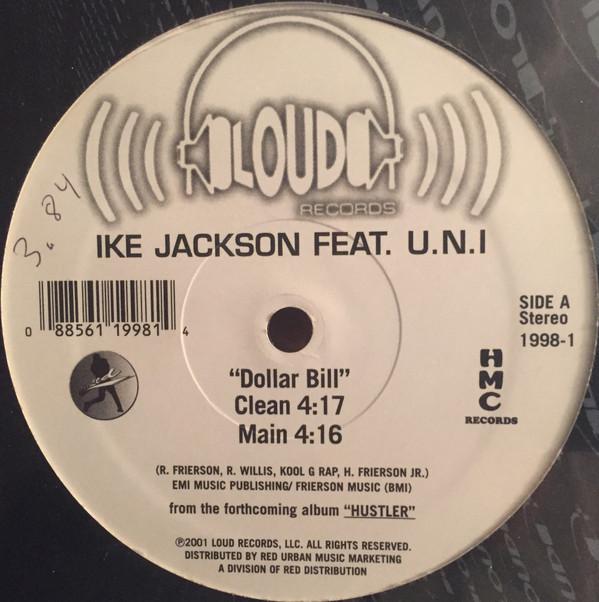 LOUD
RECORDS
3.84
IKE JACKSON FEAT. U.N.I
0 88561 19981 4
SIDE A
Stereo
1998-1
"Dollar Bill"
Clean 4:17
Main 4:16
HMC
RECORDS
(R. FRIERSON, R. WILLIS, KOOL G RAP, H. FRIERSON JR.)
EMI MUSIC PUBLISHING/ FRIERSON MUSIC (BMI)
from the forthcoming album "HUSTLER"
℗2001 LOUD RECORDS, LLC. ALL RIGHTS RESERVED.
DISTRIBUTED BY RED URBAN MUSIC MARKETING
A DIVISION OF RED DISTRIBUTION